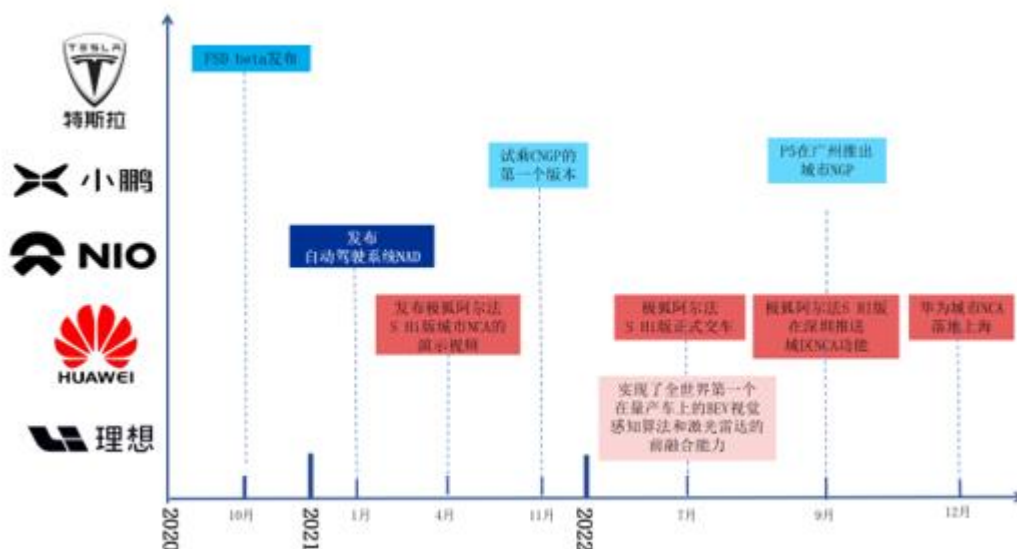 TESLA
特斯拉
小鹏
NIO
HUAWEI
理想
FSD beta发布
试乘CNGP的
第一个版本
P5在广州推出
城市NGP
发布
自动驾驶系统NAD
发布极狐阿尔法
S Hi版城市NCA的
演示视频
极狐阿尔法
S Hi版正式交车
极狐阿尔法S HI版
在深圳推送
城区NCA功能
华为城市NCA
落地上海
实现了全世界第一个
在量产车上的BEV视觉
感知算法和激光雷达的
前融合能力
2020
10月
2021
1月
4月
11月
2022
7月
9月
12月